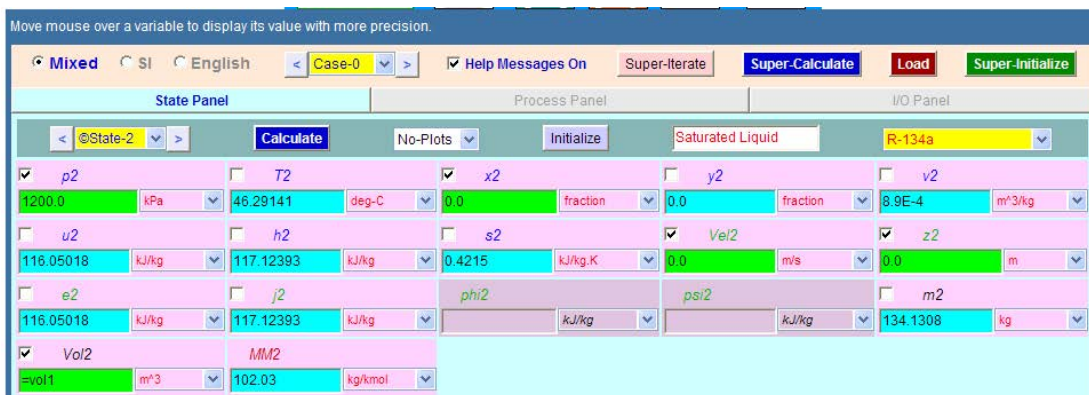 Move mouse over a variable to display its value with more precision.
Mixed SI English < Case-0 > Help Messages On Super-Iterate Super-Calculate Load Super-Initialize
State Panel Process Panel I/O Panel
< ©State-2 > Calculate No-Plots Initialize Saturated Liquid R-134a
p2 T2 x2 y2 v2
1200.0 kPa 46.29141 deg-C 0.0 fraction 0.0 fraction 8.9E-4 m^3/kg
u2 h2 s2 Vel2 z2
116.05018 kJ/kg 117.12393 kJ/kg 0.4215 kJ/kg.K 0.0 m/s 0.0 m
e2 j2 phi2 psi2 m2
116.05018 kJ/kg 117.12393 kJ/kg kJ/kg kJ/kg 134.1308 kg
Vol2 MM2
=vol1 m^3 102.03 kg/kmol